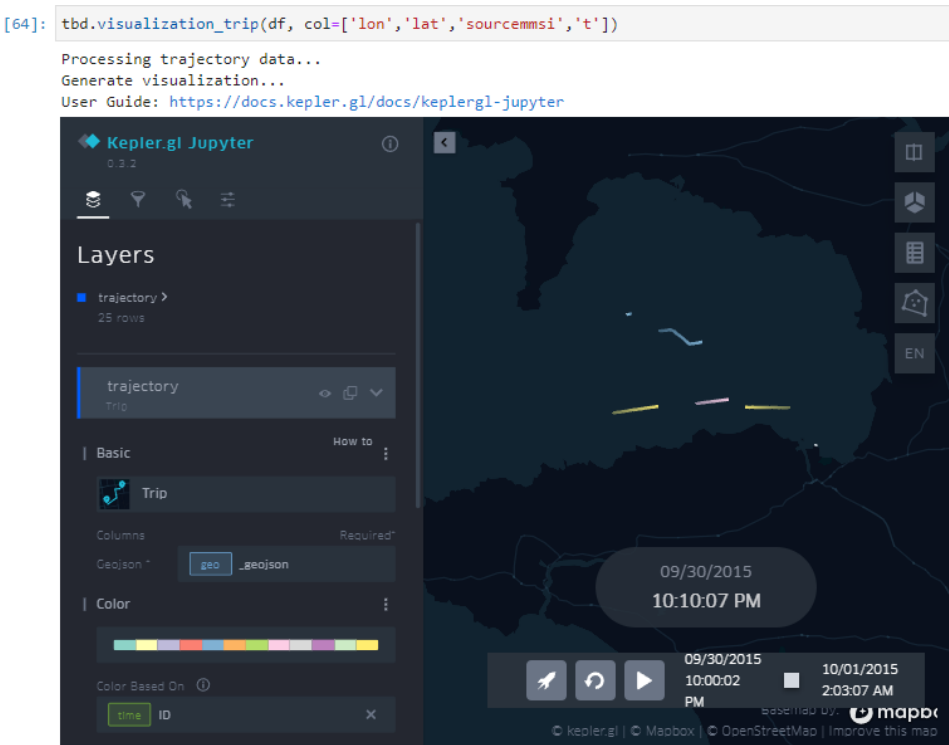 [64]: tbd.visualization_trip(df, col=['lon','lat','sourcemmsi','t'])
Processing trajectory data...
Generate visualization...
User Guide: https://docs.kepler.gl/docs/keplergl-jupyter
Kepler.gl Jupyter
0.3.2
Layers
trajectory
25 rows
trajectory
Trip
Basic
How to
Trip
Columns
Required*
Geojson *
geo
_geojson
Color
Color Based On
time
ID
EN
09/30/2015
10:10:07 PM
09/30/2015
10:00:02
PM
10/01/2015
2:03:07 AM
Basemap by:
mapbo
© kepler.gl | © Mapbox | © OpenStreetMap | Improve this map